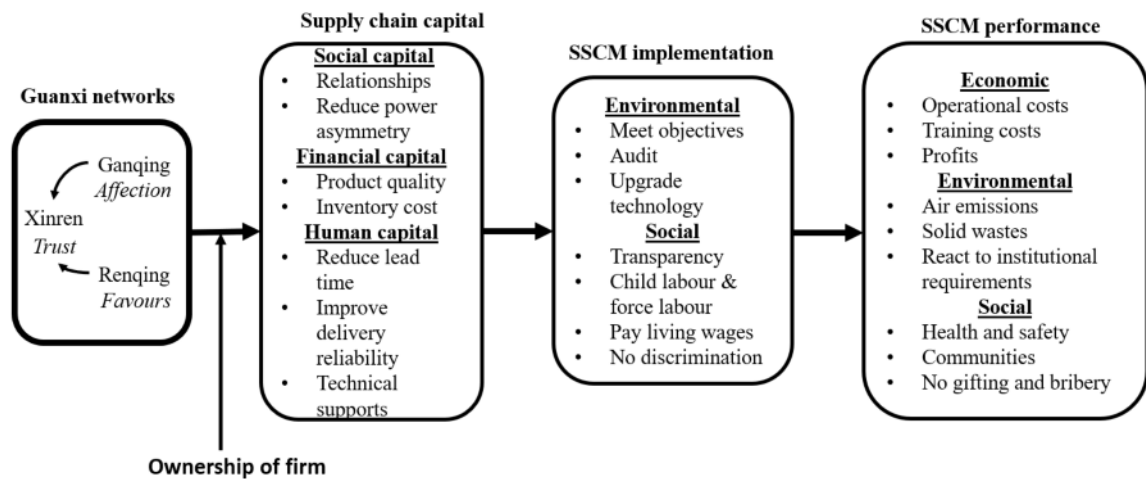 Guanxi networks
Ganqing
Affection
Xinren
Trust
Renqing
Favours
Supply chain capital
Social capital
• Relationships
• Reduce power
asymmetry
Financial capital
• Product quality
• Inventory cost
Human capital
• Reduce lead
time
• Improve
delivery
reliability
• Technical
supports
Ownership of firm
SSCM implementation
Environmental
• Meet objectives
• Audit
• Upgrade
technology
Social
• Transparency
• Child labour &
force labour
• Pay living wages
• No discrimination
SSCM performance
Economic
• Operational costs
• Training costs
• Profits
Environmental
• Air emissions
• Solid wastes
• React to institutional
requirements
Social
• Health and safety
• Communities
• No gifting and bribery